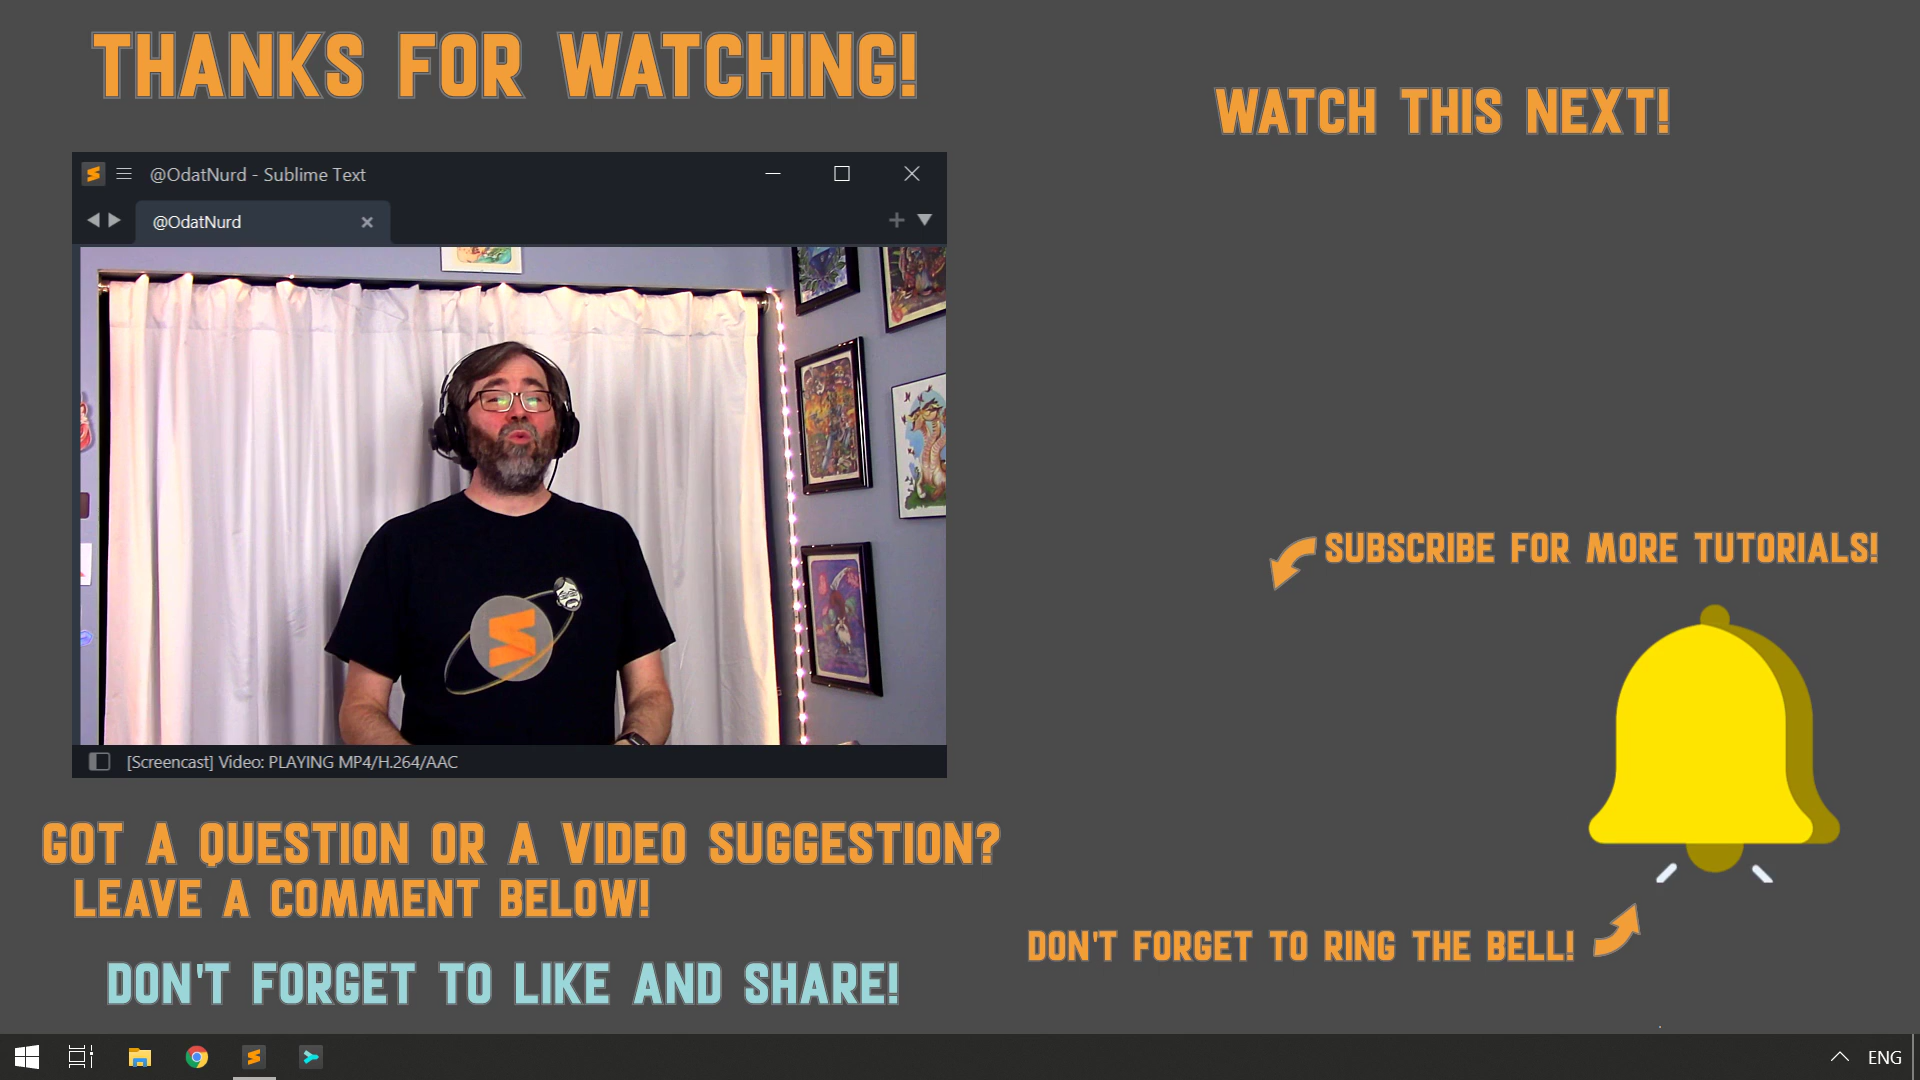 THANKS FOR WATCHING!
WATCH THIS NEXT!
@OdatNurd - Sublime Text
@OdatNurd
SUBSCRIBE FOR MORE TUTORIALS!
[Screencast] Video: PLAYING MP4/H.264/AAC
GOT A QUESTION OR A VIDEO SUGGESTION?
LEAVE A COMMENT BELOW!
DON'T FORGET TO RING THE BELL!
DON'T FORGET TO LIKE AND SHARE!
ENG